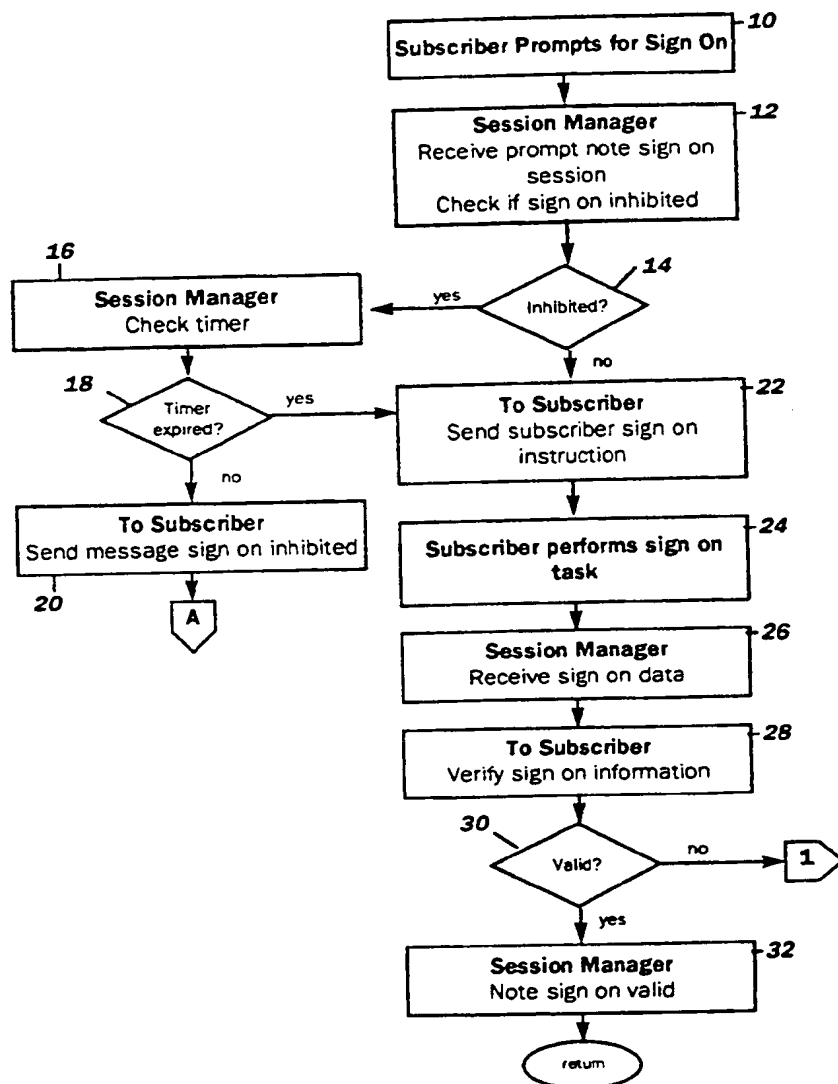 10
Subscriber Prompts for Sign On
12
Session Manager
Receive prompt note sign on
session
Check if sign on inhibited
14
Inhibited?
yes
no
16
Session Manager
Check timer
18
Timer
expired?
yes
no
To Subscriber
Send message sign on inhibited
20
A
22
To Subscriber
Send subscriber sign on
instruction
24
Subscriber performs sign on
task
26
Session Manager
Receive sign on data
28
To Subscriber
Verify sign on information
30
Valid?
no
1
yes
32
Session Manager
Note sign on valid
return